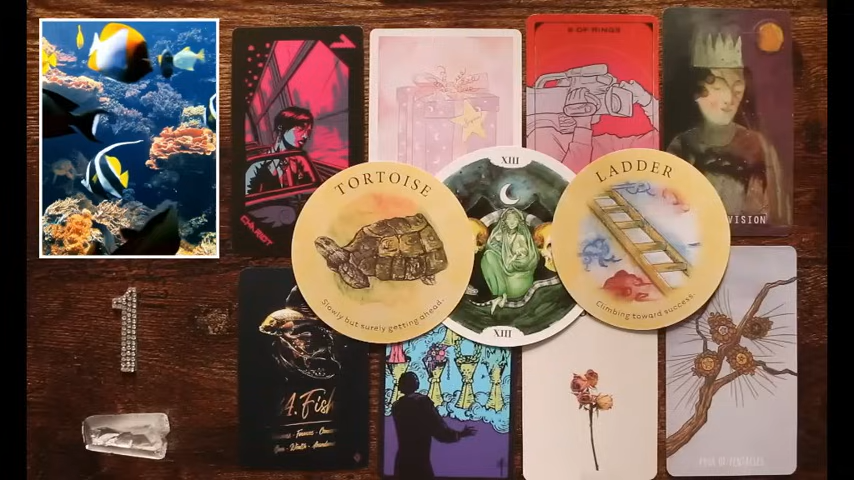 8 OF RINGS
CHARIOT
VISION
TORTOISE
Slowly but surely getting ahead.
XIII
XIII
LADDER
Climbing toward success.
1
34. Fish
FOUR OF PENTACLES